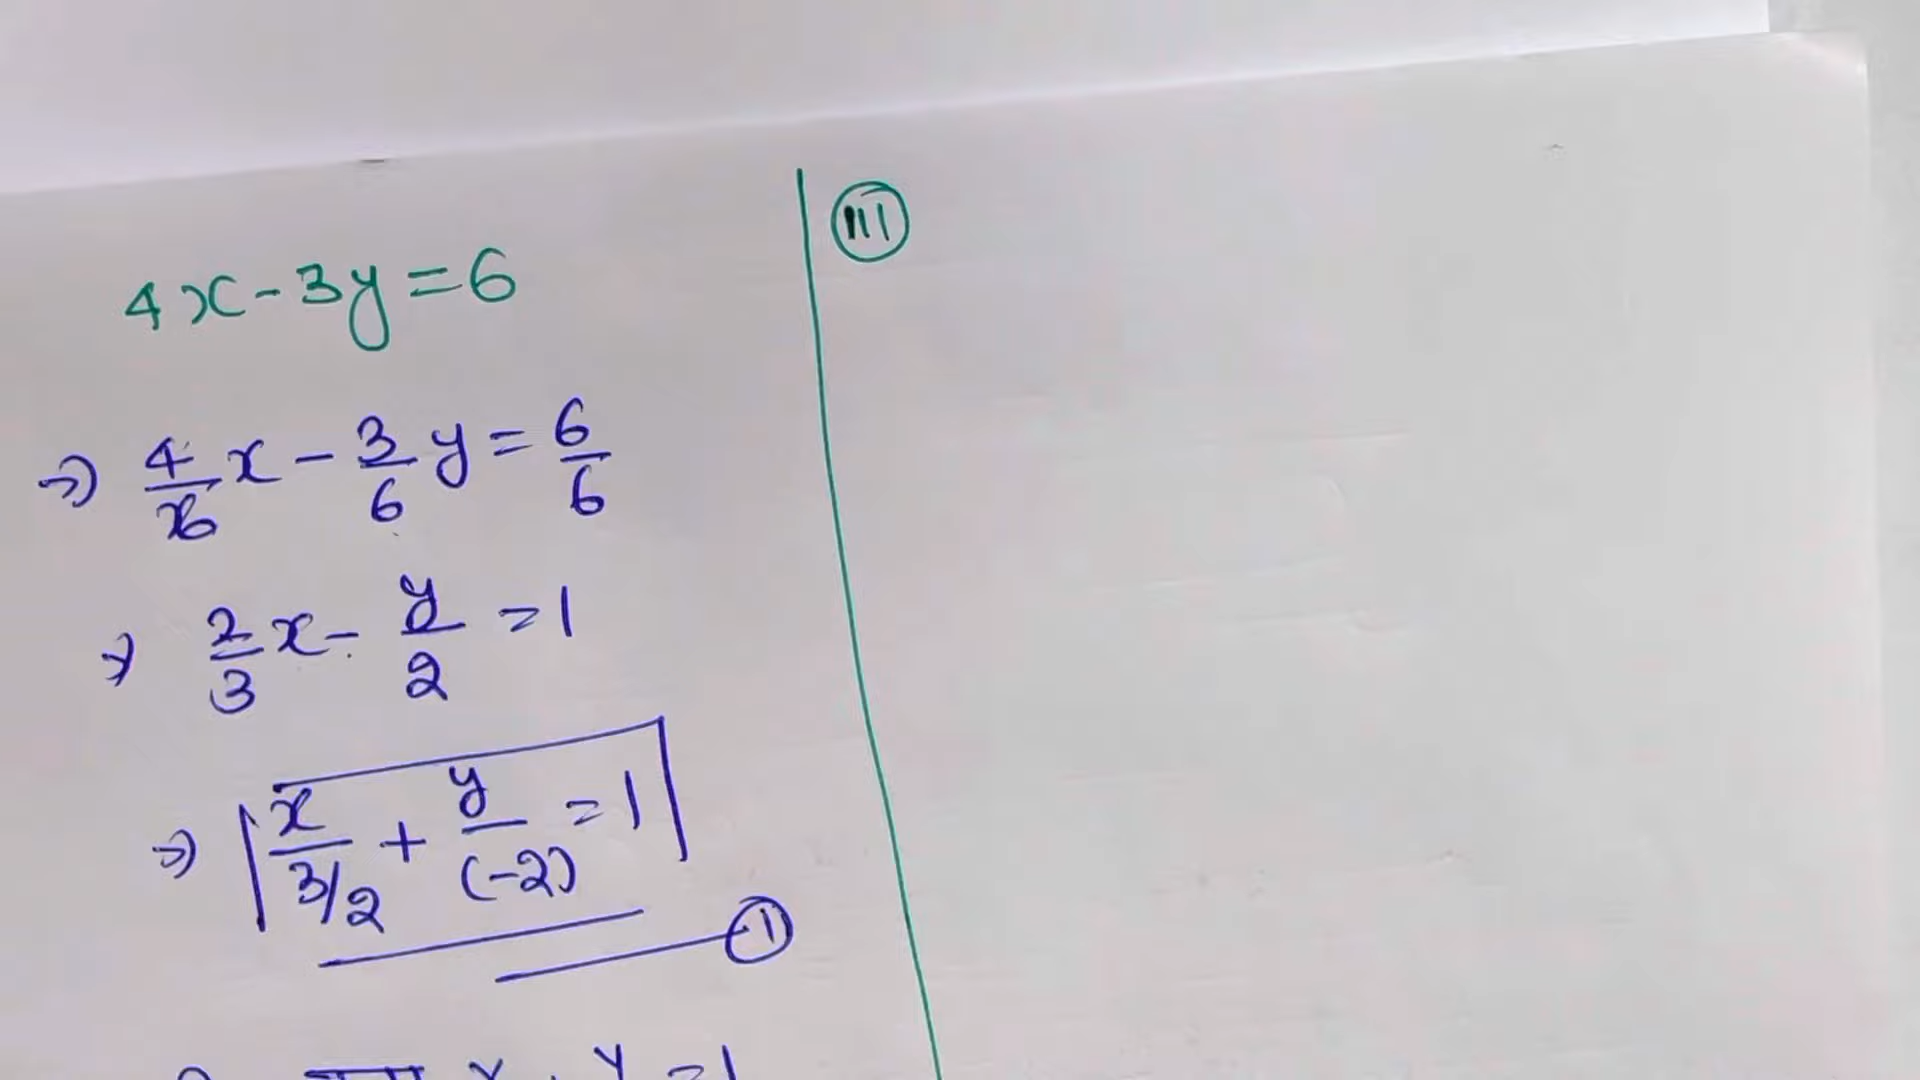 4x - 3y = 6
⇒ 4/6 x - 3/6 y = 6/6
⇒ 2/3 x - y/2 = 1
⇒ x/(3/2) + y/(-2) = 1
①
x + y = 1
III